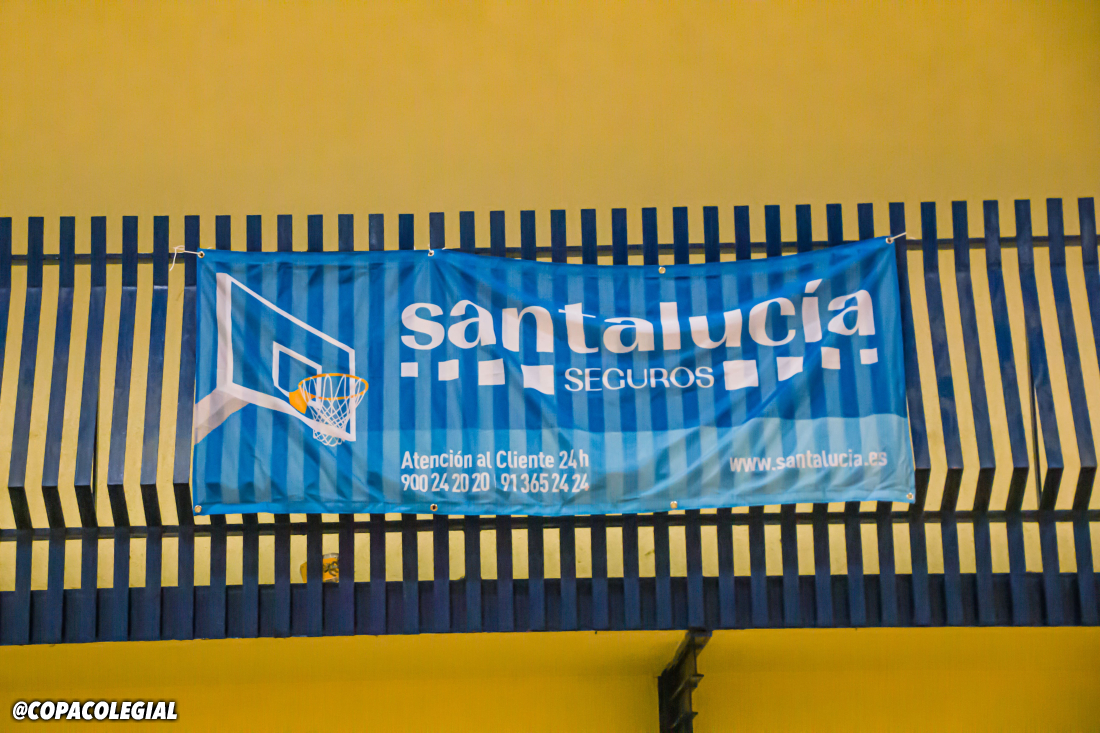 santalucía
SEGUROS
Atención al Cliente 24h
900 24 20 20 | 91 365 24 24
www.santalucia.es
@COPACOLEGIAL